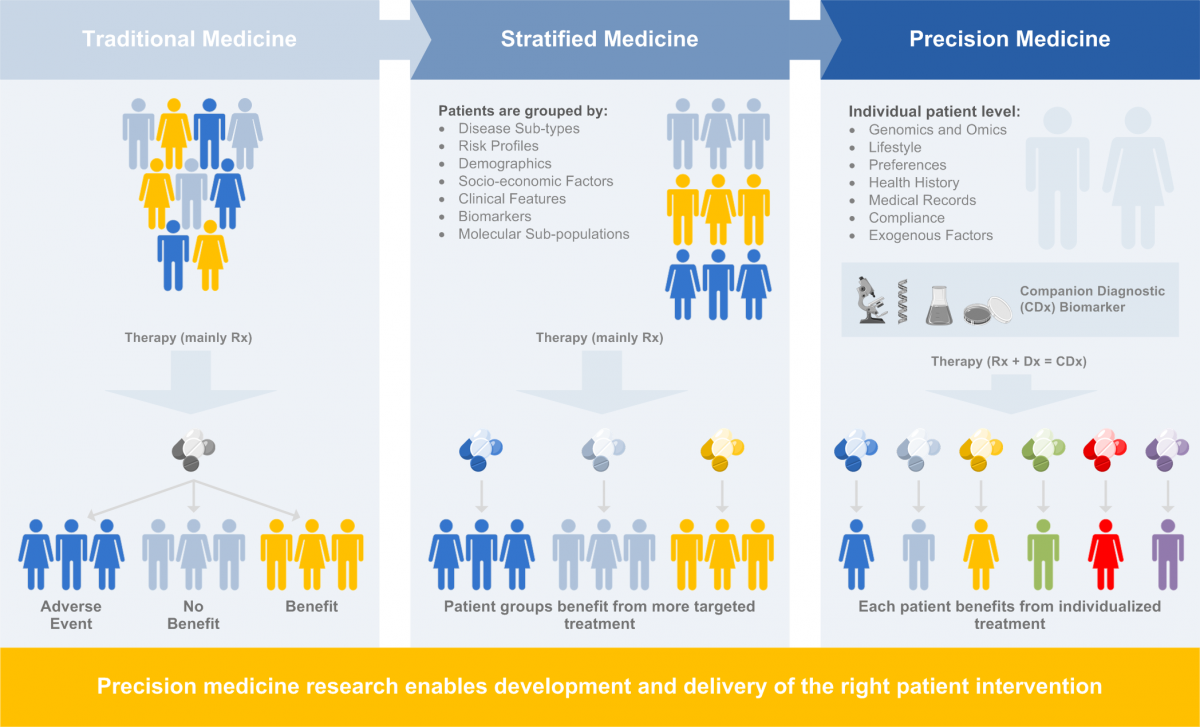 Traditional Medicine
Therapy (mainly Rx)
Adverse
Event
No
Benefit
Benefit
Stratified Medicine
Patients are grouped by:
• Disease Sub-types
• Risk Profiles
• Demographics
• Socio-economic Factors
• Clinical Features
• Biomarkers
• Molecular Sub-populations
Therapy (mainly Rx)
Patient groups benefit from more targeted
treatment
Precision Medicine
Individual patient level:
• Genomics and Omics
• Lifestyle
• Preferences
• Health History
• Medical Records
• Compliance
• Exogenous Factors
Companion Diagnostic
(CDx) Biomarker
Therapy (Rx + Dx = CDx)
Each patient benefits from individualized
treatment
Precision medicine research enables development and delivery of the right patient intervention